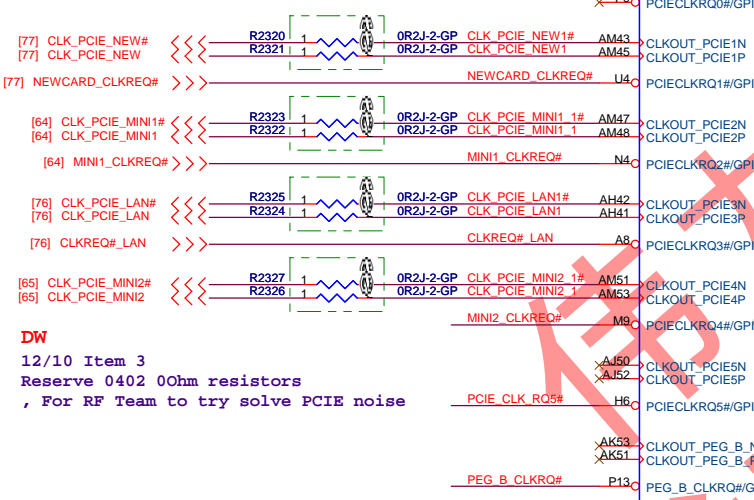 PCIECLKRQ0#/GPI
[77] CLK_PCIE_NEW# R2320 1 0R2J-2-GP CLK_PCIE_NEW1# AM43 CLKOUT_PCIE1N
[77] CLK_PCIE_NEW R2321 1 0R2J-2-GP CLK_PCIE_NEW1 AM45 CLKOUT_PCIE1P
[77] NEWCARD_CLKREQ# NEWCARD_CLKREQ# U4 PCIECLKRQ1#/GPI
[64] CLK_PCIE_MINI1# R2323 1 0R2J-2-GP CLK_PCIE_MINI1_1# AM47 CLKOUT_PCIE2N
[64] CLK_PCIE_MINI1 R2322 1 0R2J-2-GP CLK_PCIE_MINI1_1 AM48 CLKOUT_PCIE2P
[64] MINI1_CLKREQ# MINI1_CLKREQ# N4 PCIECLKRQ2#/GPI
[76] CLK_PCIE_LAN# R2325 1 0R2J-2-GP CLK_PCIE_LAN1# AH42 CLKOUT_PCIE3N
[76] CLK_PCIE_LAN R2324 1 0R2J-2-GP CLK_PCIE_LAN1 AH41 CLKOUT_PCIE3P
[76] CLKREQ#_LAN CLKREQ#_LAN A8 PCIECLKRQ3#/GPI
[65] CLK_PCIE_MINI2# R2327 1 0R2J-2-GP CLK_PCIE_MINI2_1# AM51 CLKOUT_PCIE4N
[65] CLK_PCIE_MINI2 R2326 1 0R2J-2-GP CLK_PCIE_MINI2_1 AM53 CLKOUT_PCIE4P
MINI2_CLKREQ# M9 PCIECLKRQ4#/GPI
DW
12/10 Item 3
Reserve 0402 0Ohm resistors
, For RF Team to try solve PCIE noise
AJ50 CLKOUT_PCIE5N
AJ52 CLKOUT_PCIE5P
PCIE_CLK_RQ5# H6 PCIECLKRQ5#/GPI
AK53 CLKOUT_PEG_B_N
AK51 CLKOUT_PEG_B_P
PEG_B_CLKRQ# P13 PEG_B_CLKRQ#/G
伟